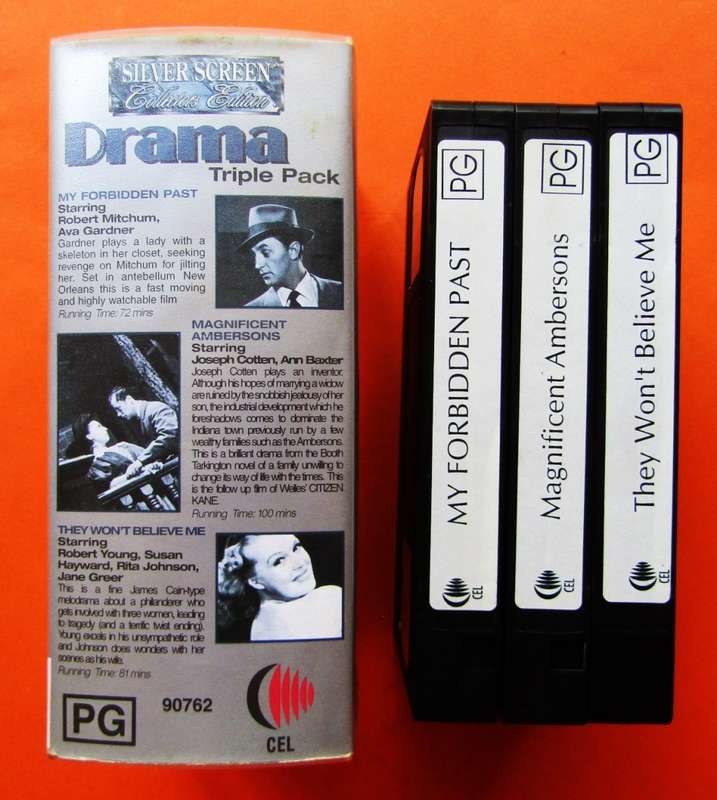 SILVER SCREEN
Collectors Edition
Drama
Triple Pack
MY FORBIDDEN PAST
Starring
Robert Mitchum,
Ava Gardner
Gardner plays a lady with a
skeleton in her closet, seeking
revenge on Mitchum for jilting
her. Set in antebellum New
Orleans this is a fast moving
and highly watchable film
Running Time: 72 mins
MAGNIFICENT
AMBERSONS
Starring
Joseph Cotten, Ann Baxter
Joseph Cotten plays an inventor.
Although his hopes of marrying a widow
are ruined by the snobbish jealousy of her
son, the industrial development which he
foreshadows comes to dominate the
Indiana town previously run by a few
wealthy families such as the Ambersons.
This is a brilliant drama from the Booth
Tarkington novel of a family unwilling to
change its way of life with the times. This
is the follow up film of Welles' CITIZEN
KANE.
Running Time: 100 mins
THEY WON'T BELIEVE ME
Starring
Robert Young, Susan
Hayward, Rita Johnson,
Jane Greer
This is a fine James Cain-type
melodrama about a philanderer who
gets involved with three women, leading
to tragedy (and a terrific twist ending).
Young excels in his unsympathetic role
and Johnson does wonders with her
scenes as his wife.
Running Time: 81 mins
PG
90762
CEL
PG
MY FORBIDDEN PAST
CEL
PG
Magnificent Ambersons
CEL
PG
They Won't Believe Me
CEL